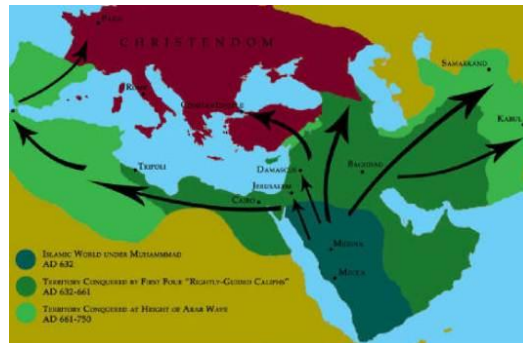 PARIS
CHRISTENDOM
SAMARKAND
ROME
CONSTANTINOPLE
KABUL
TRIPOLI
DAMASCUS
BAGHDAD
JERUSALEM
CAIRO
MEDINA
MECCA
ISLAMIC WORLD UNDER MUHAMMMAD
AD 632
TERRITORY CONQUERED BY FIRST FOUR "RIGHTLY-GUIDED CALIPHS"
AD 632-661
TERRITORY CONQUERED AT HEIGHT OF ARAB WAVE
AD 661-750